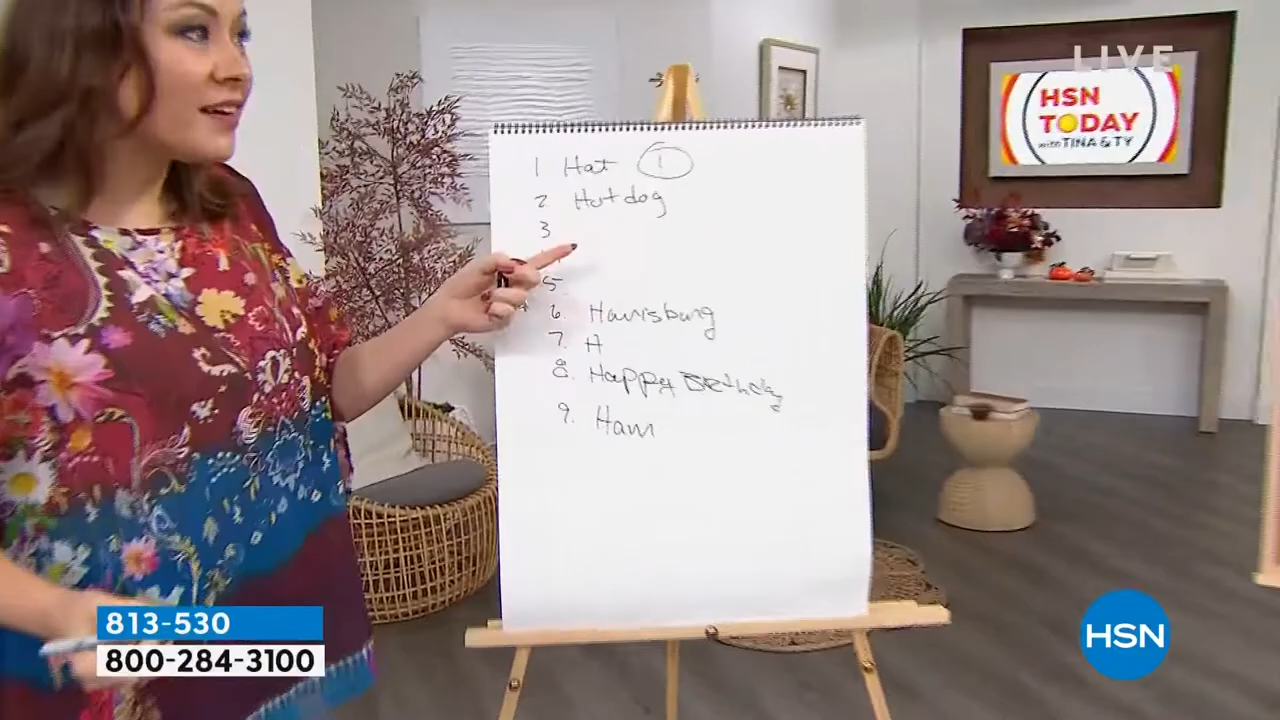 LIVE
HSN
TODAY
with TINA & TY
1 Hat 1
2 Hotdog
3
5.
6. Harrisburg
7. H
8. Happy Birthday
9. Ham
813-530
800-284-3100
HSN